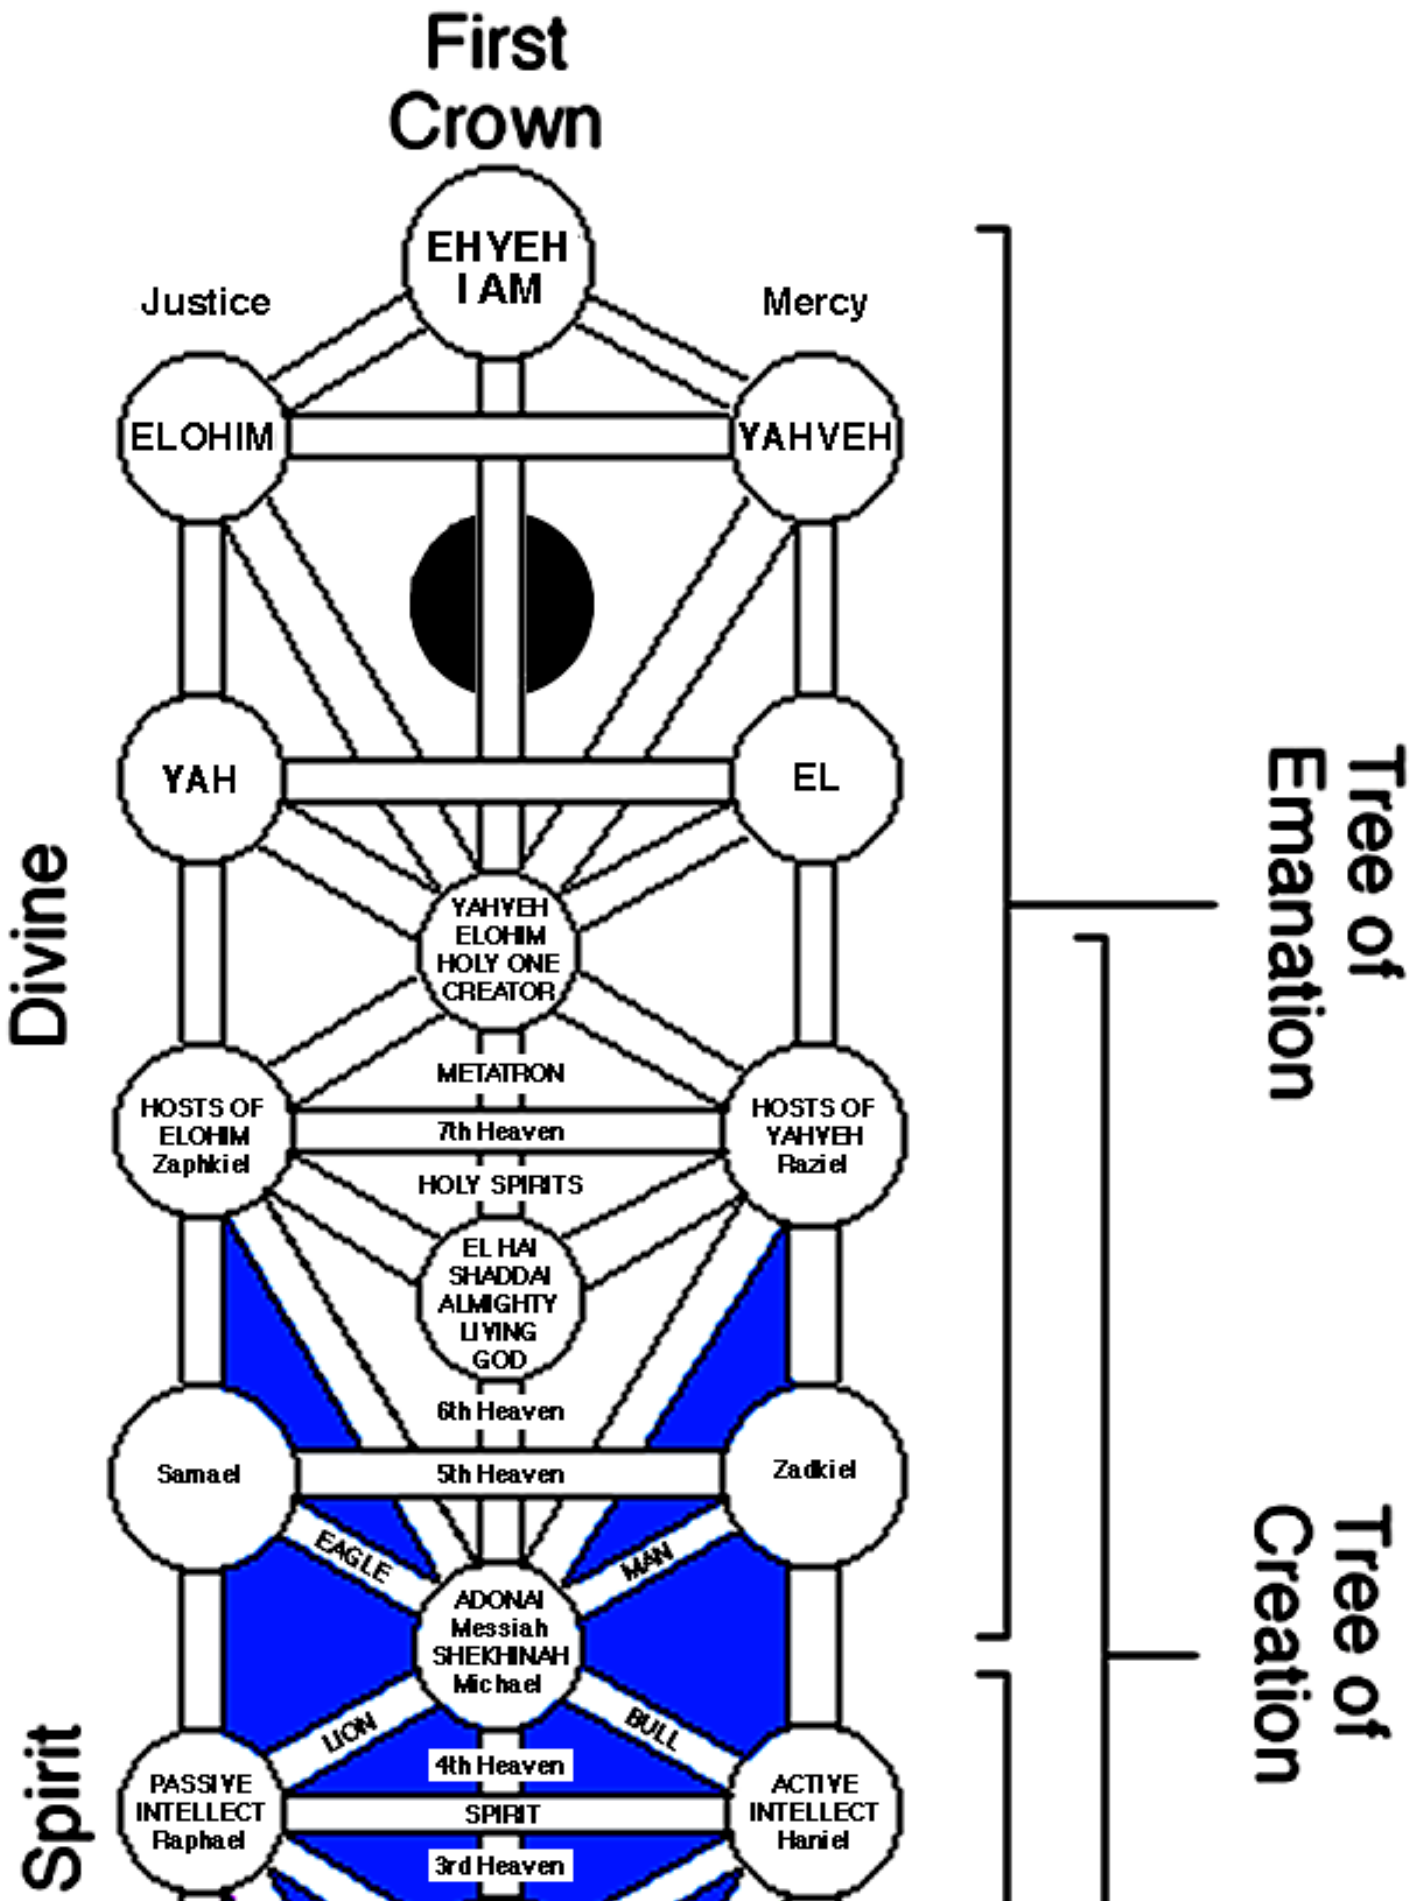 First
Crown
EHYEH
I AM
Justice
Mercy
ELOHIM
YAHVEH
YAH
EL
Divine
Tree of
Emanation
YAHVEH
ELOHIM
HOLY ONE
CREATOR
METATRON
HOSTS OF
ELOHIM
Zaphkiel
7th Heaven
HOSTS OF
YAHVEH
Raziel
HOLY SPIRITS
EL HAI
SHADDAI
ALMIGHTY
LIVING
GOD
6th Heaven
Samael
5th Heaven
Zadkiel
EAGLE
MAN
Tree of
Creation
ADONAI
Messiah
SHEKHINAH
Michael
LION
BULL
4th Heaven
Spirit
PASSIVE
INTELLECT
Raphael
SPIRIT
ACTIVE
INTELLECT
Haniel
3rd Heaven